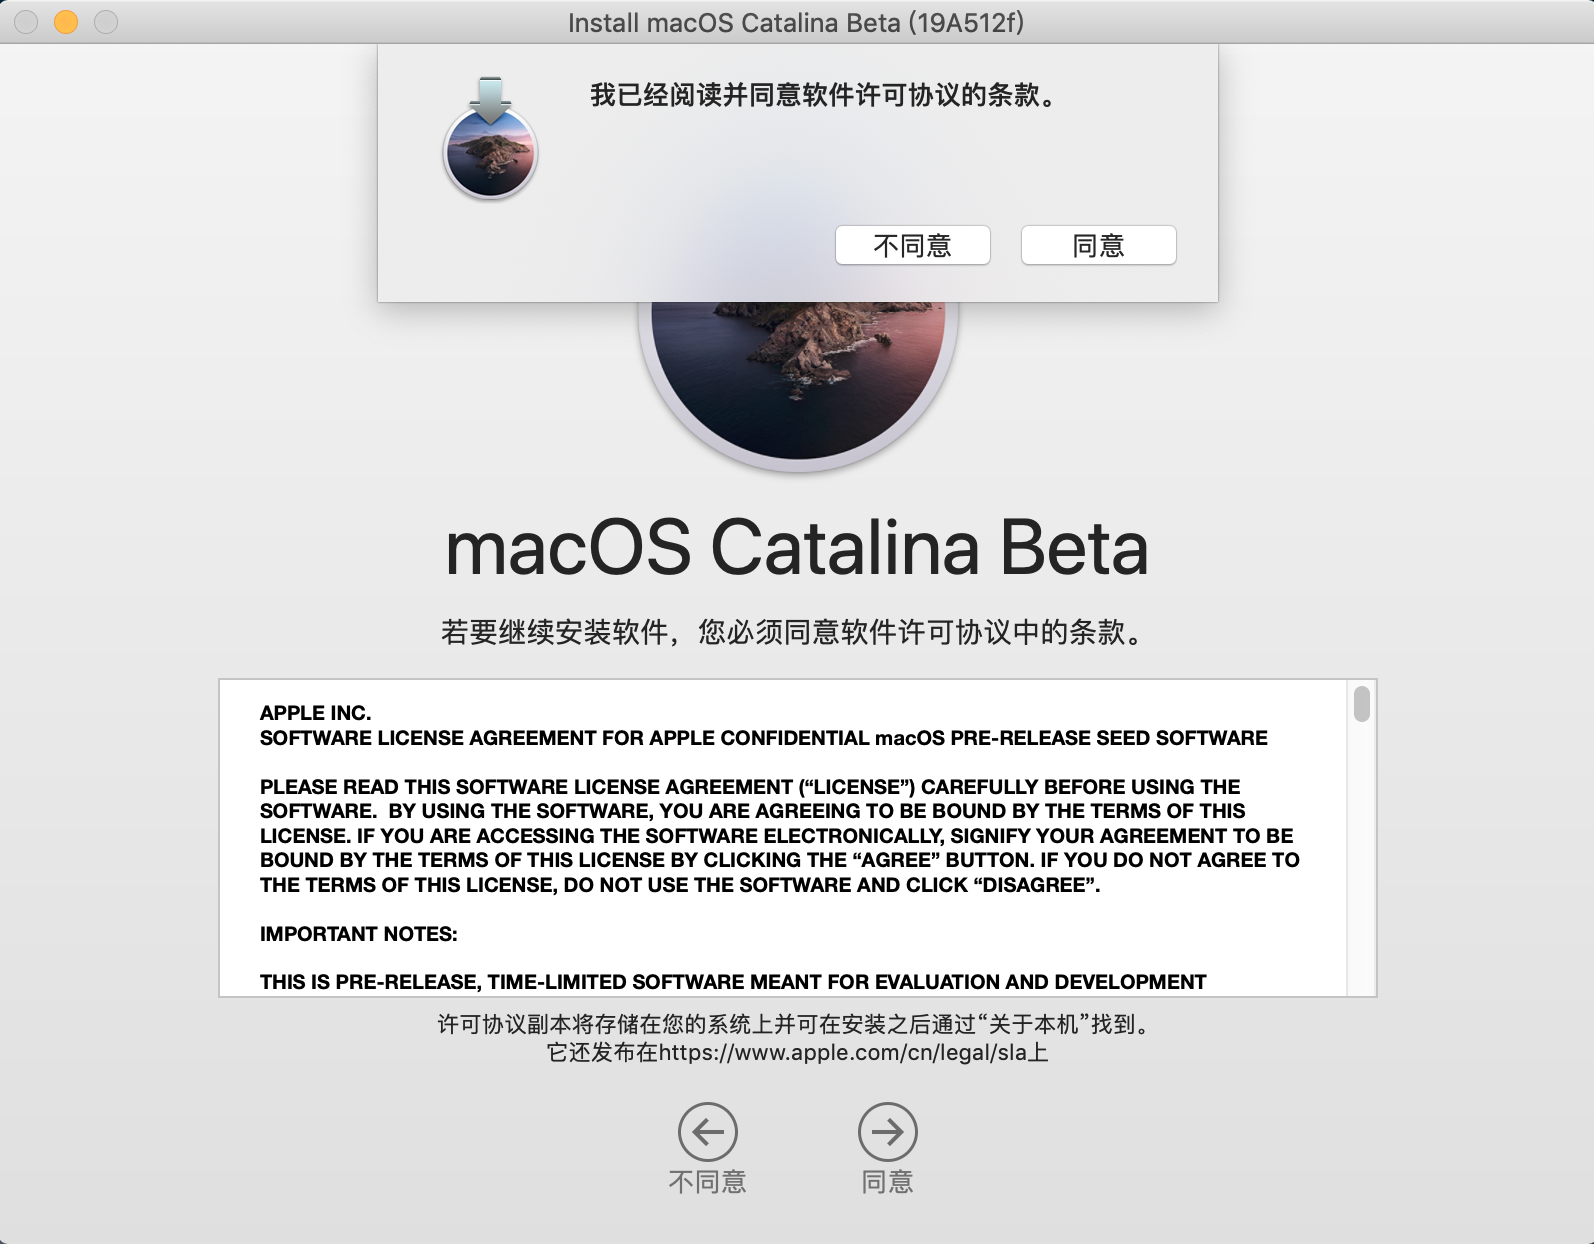 Install macOS Catalina Beta (19A512f)
我已经阅读并同意软件许可协议的条款。
不同意
同意
macOS Catalina Beta
若要继续安装软件，您必须同意软件许可协议中的条款。
APPLE INC.
SOFTWARE LICENSE AGREEMENT FOR APPLE CONFIDENTIAL macOS PRE-RELEASE SEED SOFTWARE
PLEASE READ THIS SOFTWARE LICENSE AGREEMENT (“LICENSE”) CAREFULLY BEFORE USING THE
SOFTWARE.  BY USING THE SOFTWARE, YOU ARE AGREEING TO BE BOUND BY THE TERMS OF THIS
LICENSE. IF YOU ARE ACCESSING THE SOFTWARE ELECTRONICALLY, SIGNIFY YOUR AGREEMENT TO BE
BOUND BY THE TERMS OF THIS LICENSE BY CLICKING THE “AGREE” BUTTON. IF YOU DO NOT AGREE TO
THE TERMS OF THIS LICENSE, DO NOT USE THE SOFTWARE AND CLICK “DISAGREE”.
IMPORTANT NOTES:
THIS IS PRE-RELEASE, TIME-LIMITED SOFTWARE MEANT FOR EVALUATION AND DEVELOPMENT
许可协议副本将存储在您的系统上并可在安装之后通过“关于本机”找到。
它还发布在https://www.apple.com/cn/legal/sla上
不同意
同意